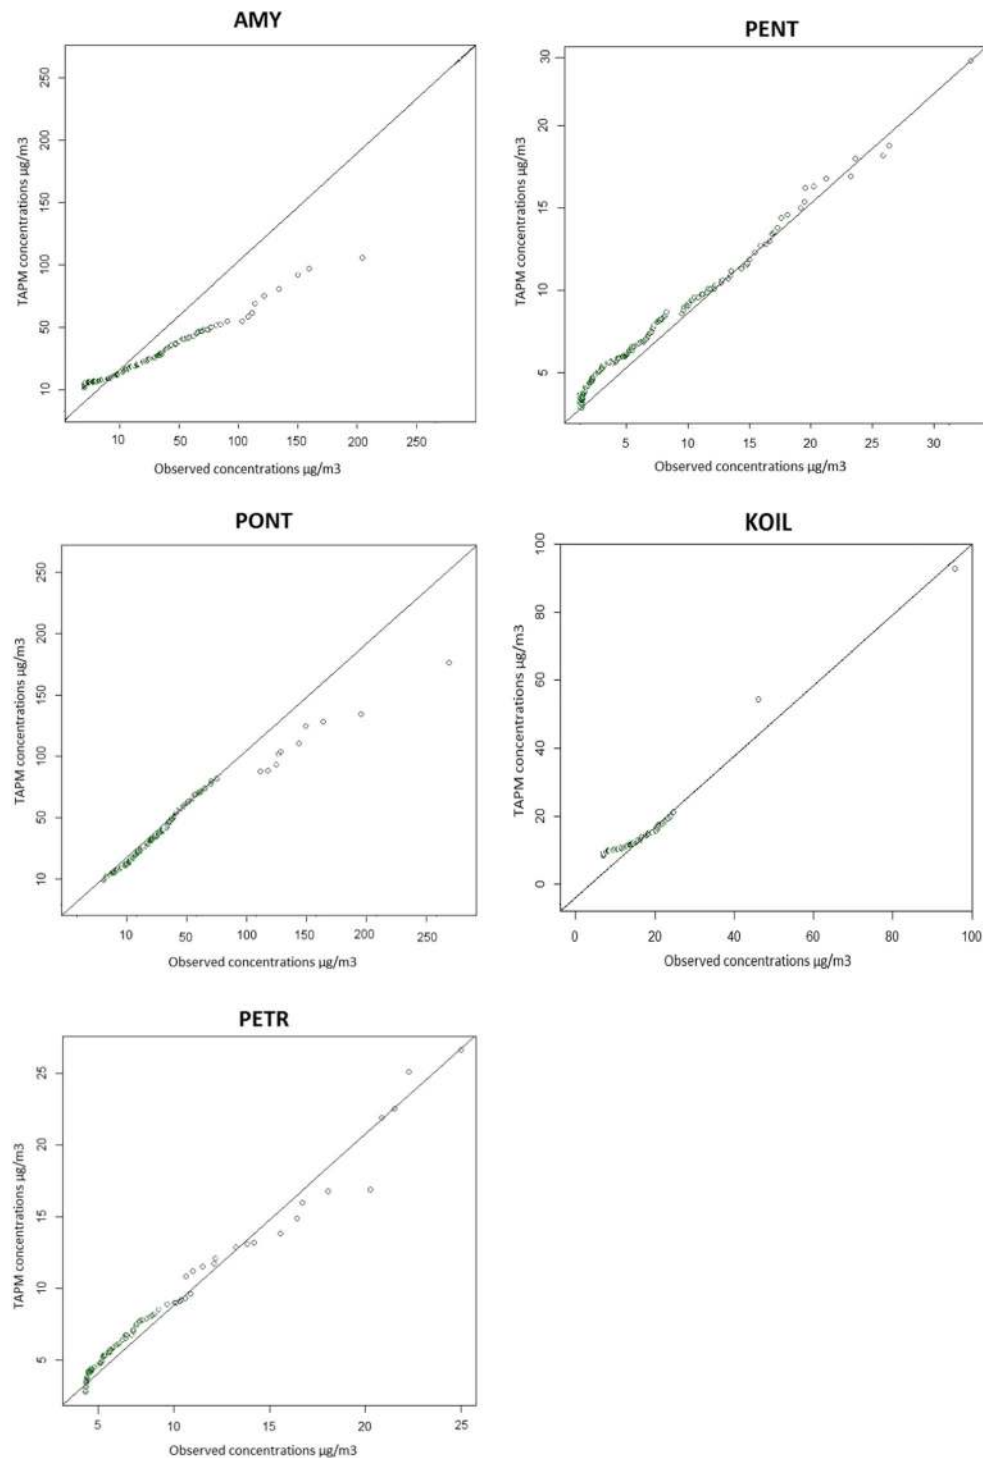 AMY
TAPM concentrations µg/m3
250
200
150
100
50
10
10 50 100 150 200 250
Observed concentrations µg/m3
PENT
TAPM concentrations µg/m3
30
20
15
10
5
5 10 15 20 25 30
Observed concentrations µg/m3
PONT
TAPM concentrations µg/m3
250
200
150
100
50
10
10 50 100 150 200 250
Observed concentrations µg/m3
KOIL
TAPM concentrations µg/m3
100
80
60
40
20
0
0 20 40 60 80 100
Observed concentrations µg/m3
PETR
TAPM concentrations µg/m3
25
20
15
10
5
5 10 15 20 25
Observed concentrations µg/m3